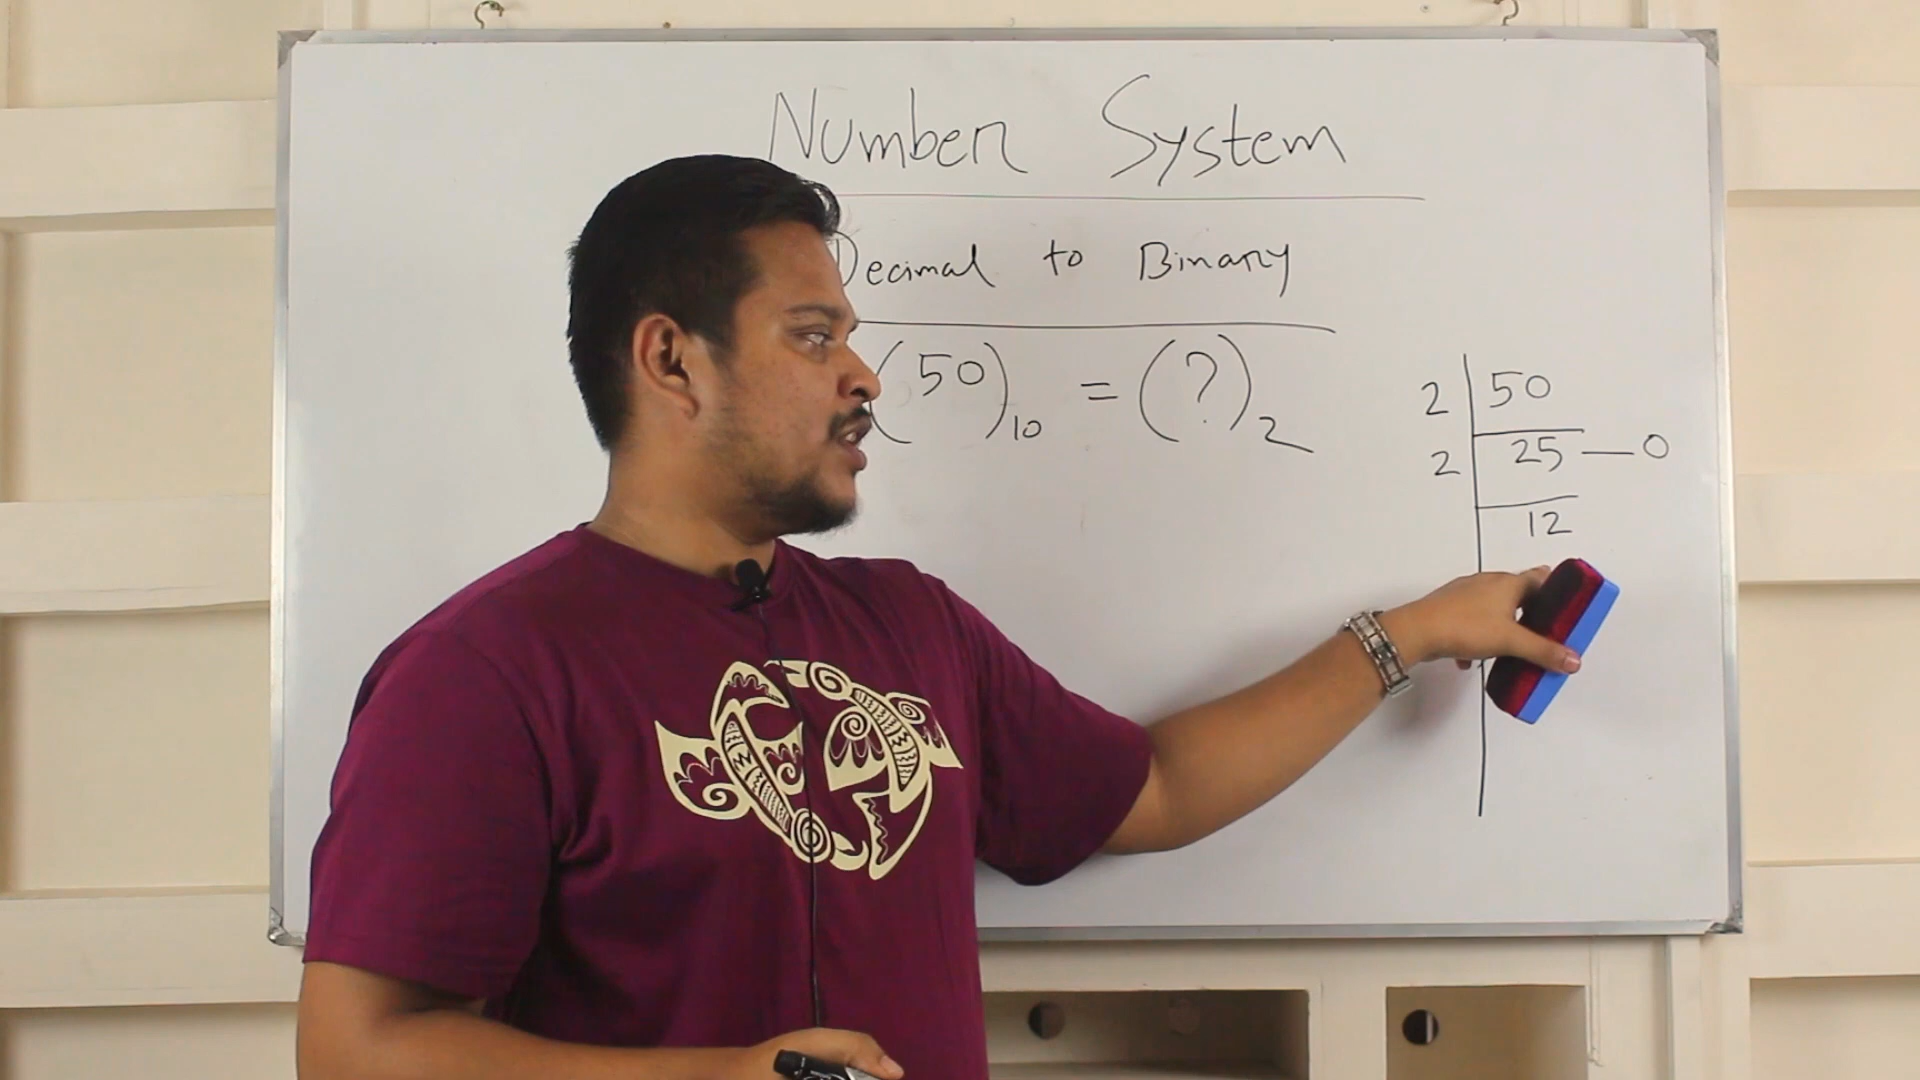 Number System
Decimal to Binary
(50)10 = (?)2
2 50
2 25 — 0
12